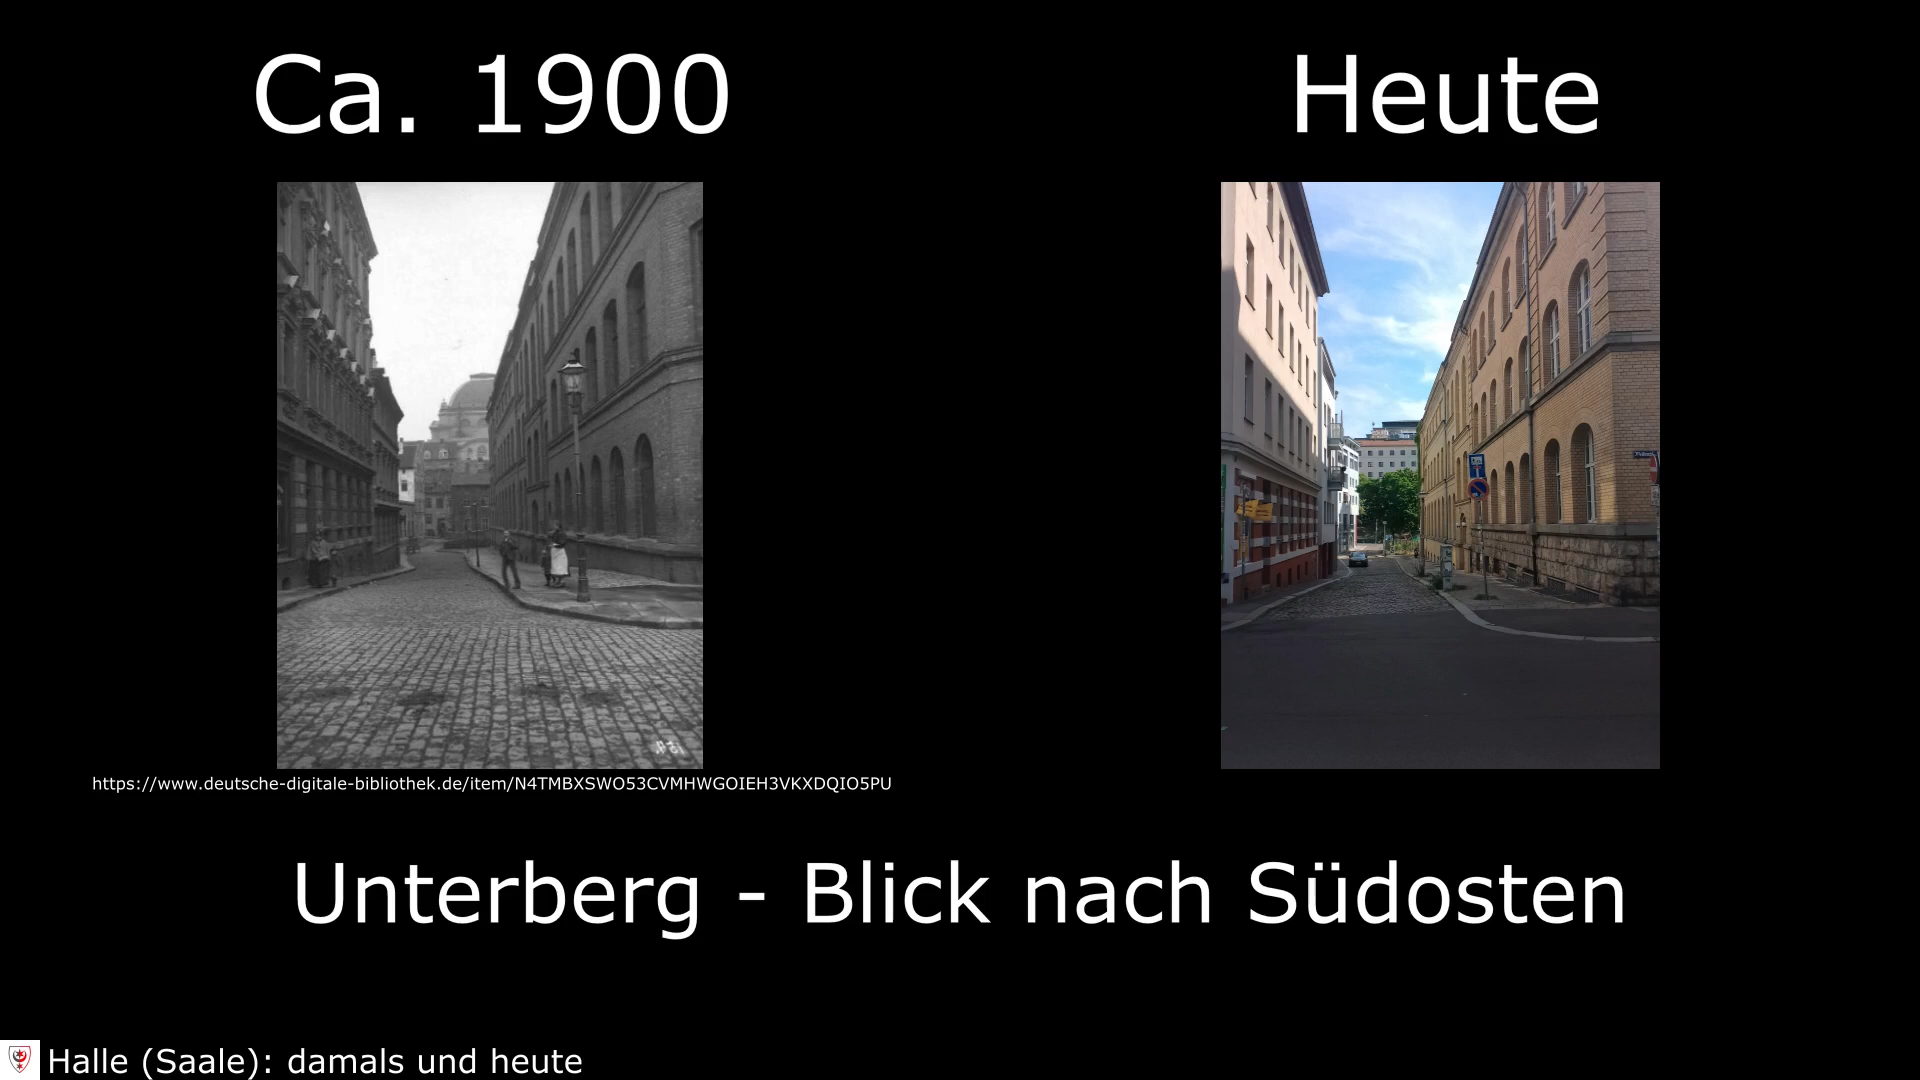 Ca. 1900
Heute
https://www.deutsche-digitale-bibliothek.de/item/N4TMBXSWO53CVMHWGOIEH3VKXDQIO5PU
Unterberg - Blick nach Südosten
Halle (Saale): damals und heute